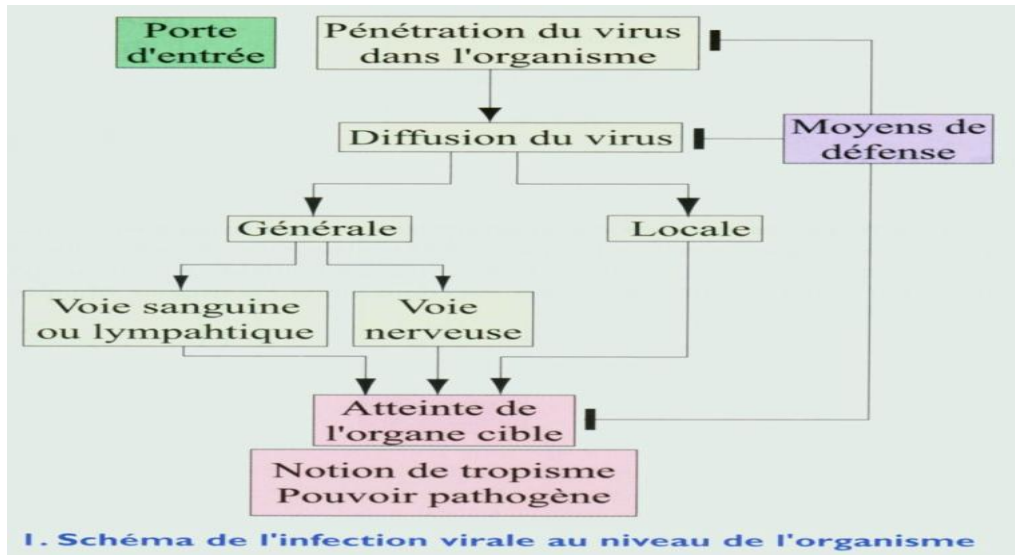 Porte
d'entrée
Pénétration du virus
dans l'organisme
Diffusion du virus
Moyens de
défense
Générale
Locale
Voie sanguine
ou lympahtique
Voie
nerveuse
Atteinte de
l'organe cible
Notion de tropisme
Pouvoir pathogène
1. Schéma de l'infection virale au niveau de l'organisme